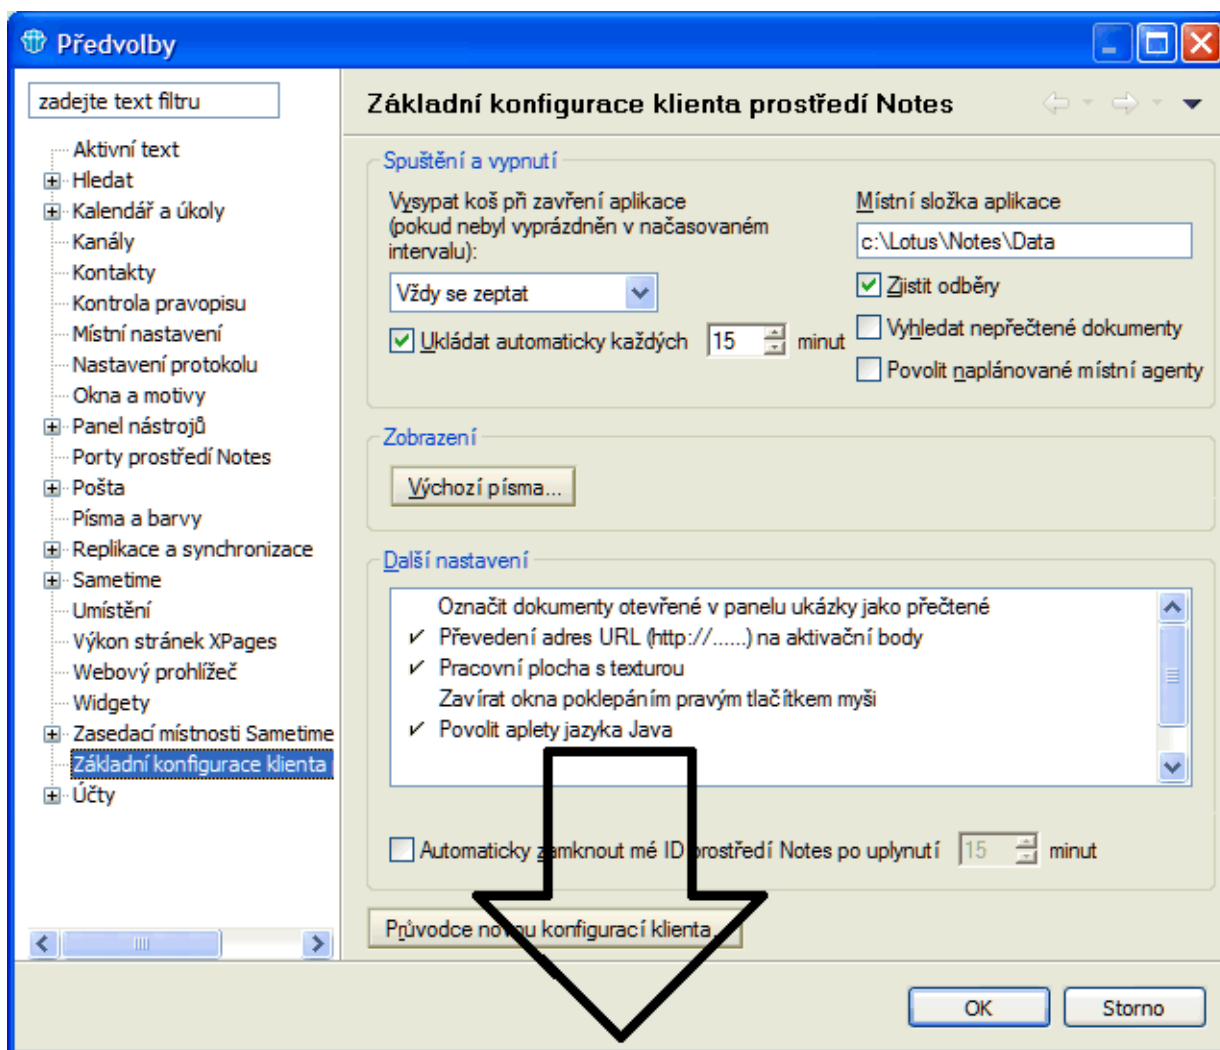 Předvolby
zadejte text filtru
Aktivní text
Hledat
Kalendář a úkoly
Kanály
Kontakty
Kontrola pravopisu
Místní nastavení
Nastavení protokolu
Okna a motivy
Panel nástrojů
Porty prostředí Notes
Pošta
Písma a barvy
Replikace a synchronizace
Sametime
Umístění
Výkon stránek XPages
Webový prohlížeč
Widgety
Zasedací místnosti Sametime
Základní konfigurace klienta
Účty
Základní konfigurace klienta prostředí Notes
Spuštění a vypnutí
Vysypat koš při zavření aplikace
(pokud nebyl vyprázdněn v načasovaném
intervalu):
Vždy se zeptat
Ukládat automaticky každých 15 minut
Místní složka aplikace
c:\Lotus\Notes\Data
Zjistit odběry
Vyhledat nepřečtené dokumenty
Povolit naplánované místní agenty
Zobrazení
Výchozí písma...
Další nastavení
Označit dokumenty otevřené v panelu ukázky jako přečtené
Převedení adres URL (http://......) na aktivační body
Pracovní plocha s texturou
Zavírat okna poklepáním pravým tlačítkem myši
Povolit aplety jazyka Java
Automaticky zamknout mé ID prostředí Notes po uplynutí 15 minut
Průvodce novou konfigurací klienta...
OK
Storno